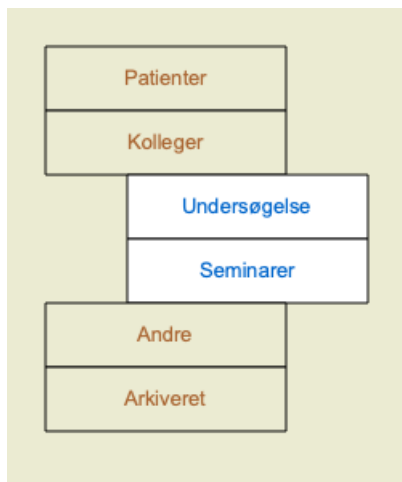 Patienter
Kolleger
Undersøgelse
Seminarer
Andre
Arkiveret